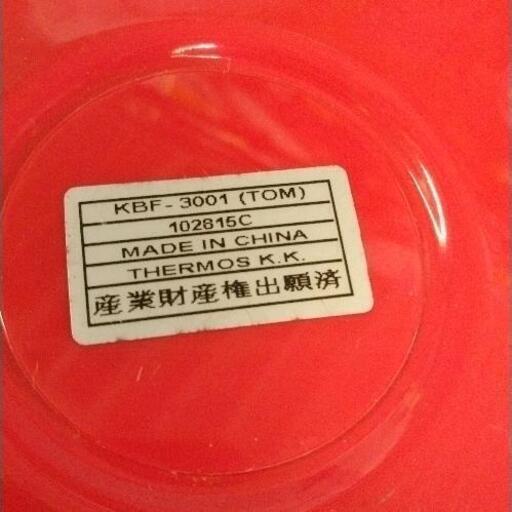 KBF-3001 (TOM)
102815C
MADE IN CHINA
THERMOS K.K.
産業財産権出願済